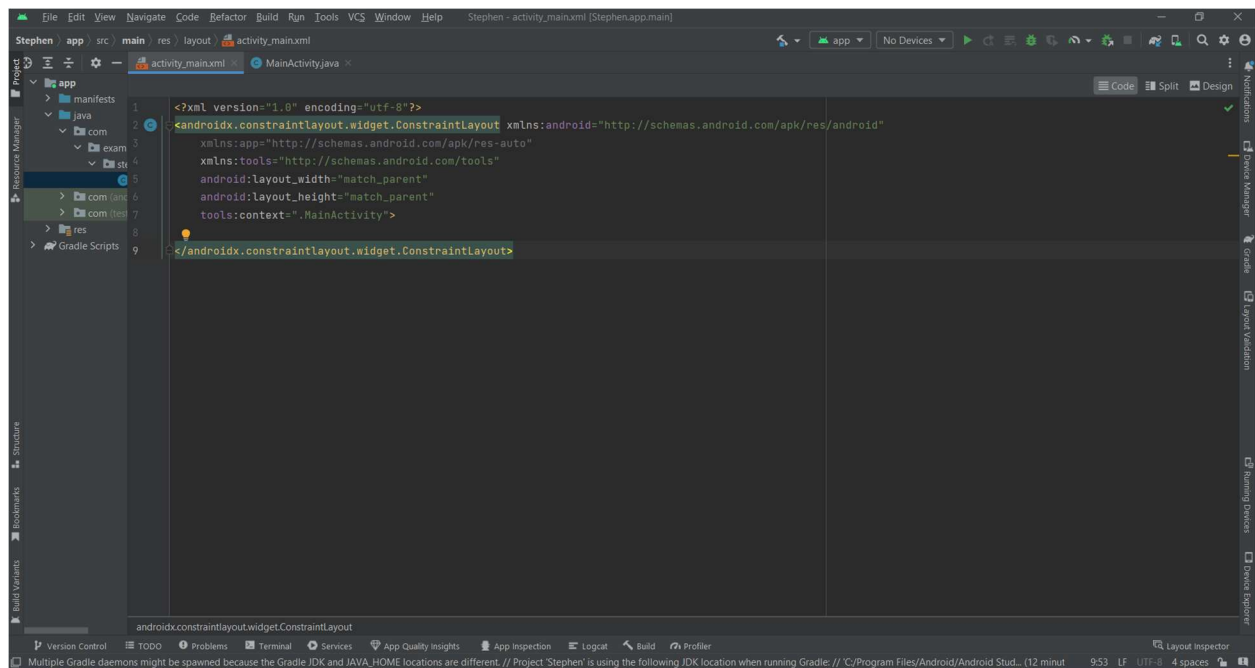 File Edit View Navigate Code Refactor Build Run Tools VCS Window Help Stephen - activity_main.xml [Stephen.app.main]
Stephen app src main res layout activity_main.xml app No Devices
activity_main.xml MainActivity.java
Code Split Design
Project
Resource Manager
Structure
Bookmarks
Build Variants
app
manifests
java
com
exam
ste
com (and
com (test
res
Gradle Scripts
1 <?xml version="1.0" encoding="utf-8"?>
2 <androidx.constraintlayout.widget.ConstraintLayout xmlns:android="http://schemas.android.com/apk/res/android"
3 xmlns:app="http://schemas.android.com/apk/res-auto"
4 xmlns:tools="http://schemas.android.com/tools"
5 android:layout_width="match_parent"
6 android:layout_height="match_parent"
7 tools:context=".MainActivity">
8
9 </androidx.constraintlayout.widget.ConstraintLayout>
Notifications
Device Manager
Gradle
Layout Validation
Running Devices
Device Explorer
androidx.constraintlayout.widget.ConstraintLayout
Version Control TODO Problems Terminal Services App Quality Insights App Inspection Logcat Build Profiler Layout Inspector
Multiple Gradle daemons might be spawned because the Gradle JDK and JAVA_HOME locations are different. // Project 'Stephen' is using the following JDK location when running Gradle: // 'C:/Program Files/Android/Android Stud... (12 minut 9:53 LF UTF-8 4 spaces